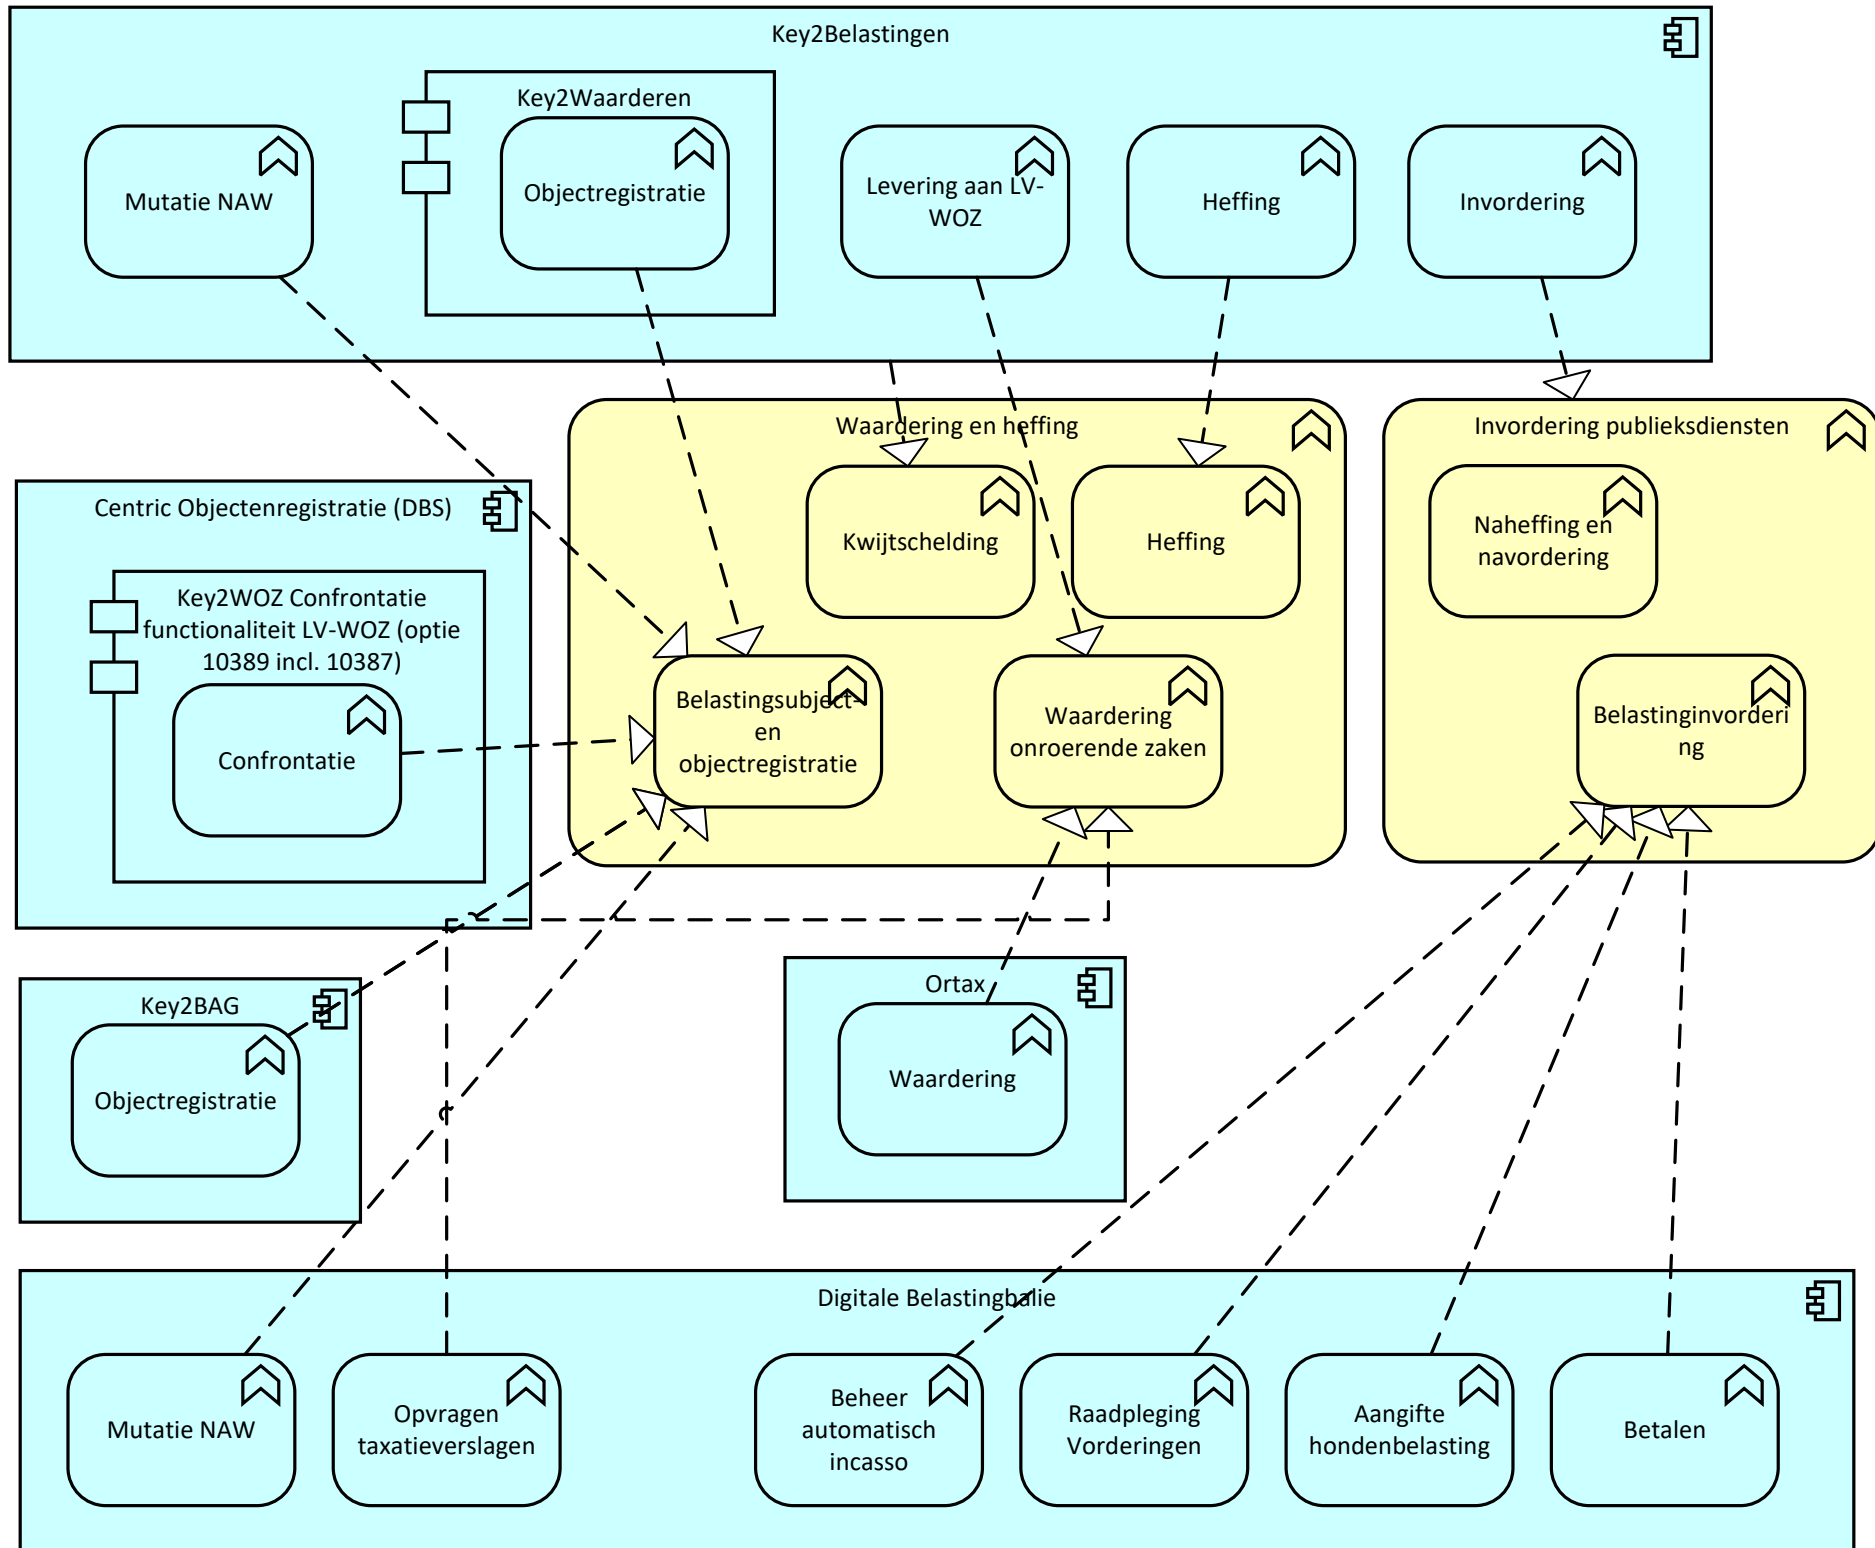 Key2Belastingen
Key2Waarderen
Mutatie NAW
Objectregistratie
Levering aan LV-
WOZ
Heffing
Invordering
Waardering en heffing
Invordering publieksdiensten
Centric Objectenregistratie (DBS)
Kwijtschelding
Heffing
Naheffing en
navordering
Key2WOZ Confrontatie
functionaliteit LV-WOZ (optie
10389 incl. 10387)
Confrontatie
Belastingsubject-
en
objectregistratie
Waardering
onroerende zaken
Belastinginvorderi
ng
Key2BAG
Objectregistratie
Ortax
Waardering
Digitale Belastingbalie
Mutatie NAW
Opvragen
taxatieverslagen
Beheer
automatisch
incasso
Raadpleging
Vorderingen
Aangifte
hondenbelasting
Betalen